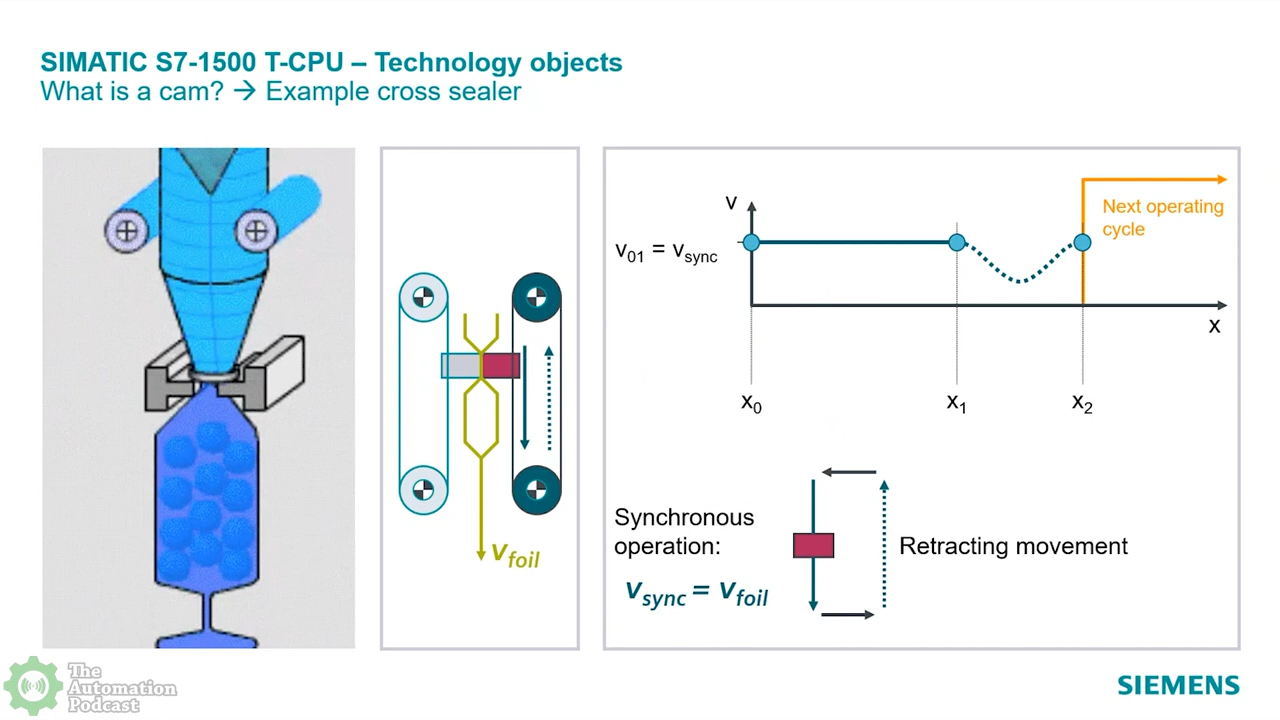 SIMATIC S7-1500 T-CPU – Technology objects
What is a cam? → Example cross sealer
v
v01 = vsync
Next operating
cycle
x
x0
x1
x2
vfoil
Synchronous
operation:
vsync = vfoil
Retracting movement
The
Automation
Podcast
SIEMENS